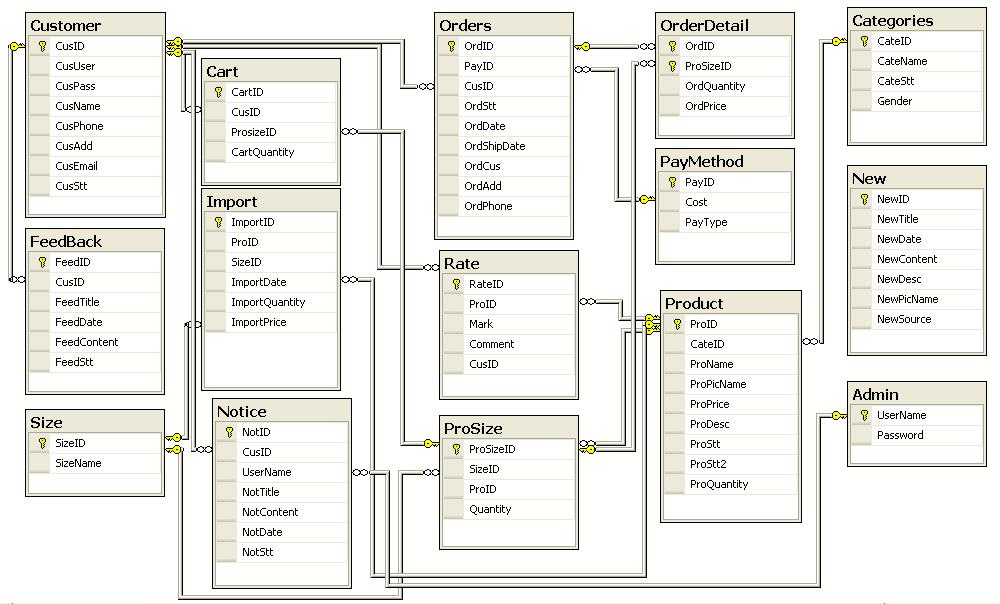 Customer
CusID
CusUser
CusPass
CusName
CusPhone
CusAdd
CusEmail
CusStt
FeedBack
FeedID
CusID
FeedTitle
FeedDate
FeedContent
FeedStt
Size
SizeID
SizeName
Cart
CartID
CusID
ProsizeID
CartQuantity
Import
ImportID
ProID
SizeID
ImportDate
ImportQuantity
ImportPrice
Notice
NotID
CusID
UserName
NotTitle
NotContent
NotDate
NotStt
Orders
OrdID
PayID
CusID
OrdStt
OrdDate
OrdShipDate
OrdCus
OrdAdd
OrdPhone
Rate
RateID
ProID
Mark
Comment
CusID
ProSize
ProSizeID
SizeID
ProID
Quantity
OrderDetail
OrdID
ProSizeID
OrdQuantity
OrdPrice
PayMethod
PayID
Cost
PayType
Product
ProID
CateID
ProName
ProPicName
ProPrice
ProDesc
ProStt
ProStt2
ProQuantity
Categories
CateID
CateName
CateStt
Gender
New
NewID
NewTitle
NewDate
NewContent
NewDesc
NewPicName
NewSource
Admin
UserName
Password